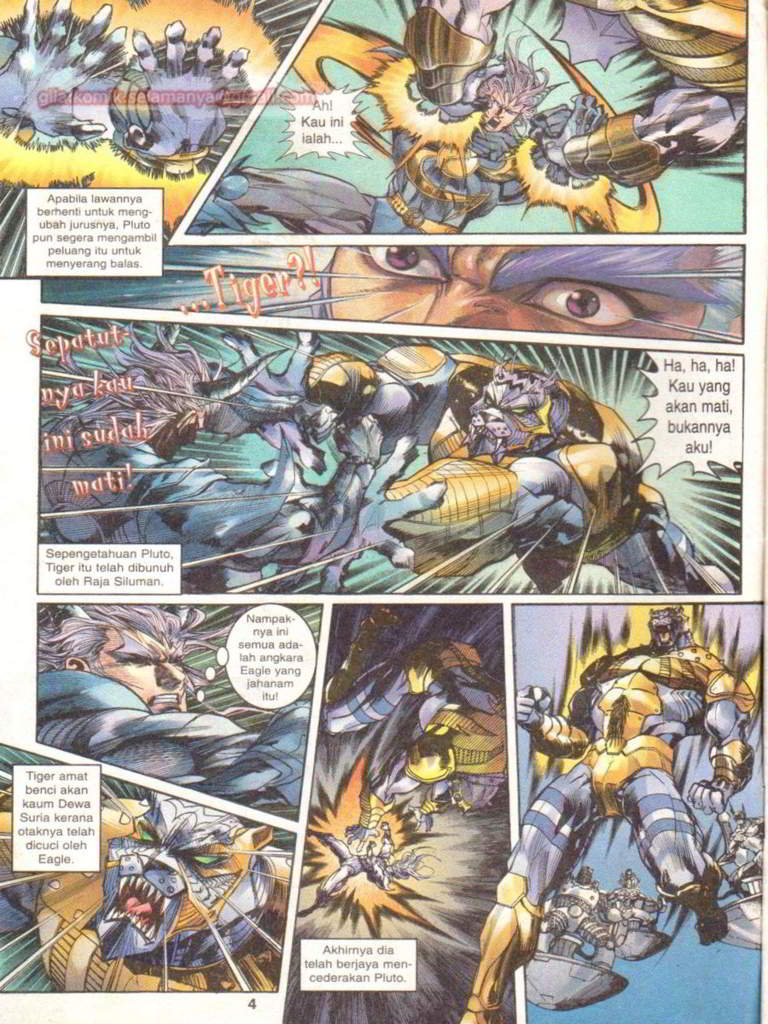 Ah!
Kau ini
ialah...
Apabila lawannya
berhenti untuk meng-
ubah jurusnya, Pluto
pun segera mengambil
peluang itu untuk
menyerang balas.
...Tiger?!
Sepatut-
nya kau
ini sudah
mati!
Ha, ha, ha!
Kau yang
akan mati,
bukannya
aku!
Sepengetahuan Pluto,
Tiger itu telah dibunuh
oleh Raja Siluman.
Nampak-
nya ini
semua ada-
lah angkara
Eagle yang
jahanam
itu!
Tiger amat
benci akan
kaum Dewa
Suria kerana
otaknya telah
dicuci oleh
Eagle.
Akhirnya dia
telah berjaya men-
cederakan Pluto.
4